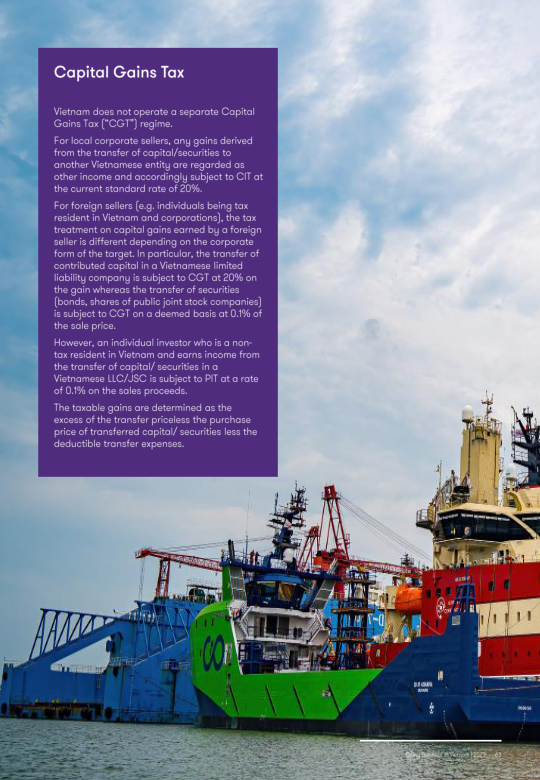 Capital Gains Tax
Vietnam does not operate a separate Capital
Gains Tax ("CGT") regime.
For local corporate sellers, any gains derived
from the transfer of capital/securities to
another Vietnamese entity are regarded as
other income and accordingly subject to CIT at
the current standard rate of 20%.
For foreign sellers (e.g. individuals being tax
resident in Vietnam and corporations), the tax
treatment on capital gains earned by a foreign
seller is different depending on the corporate
form of the target. In particular, the transfer of
contributed capital in a Vietnamese limited
liability company is subject to CGT at 20% on
the gain whereas the transfer of securities
(bonds, shares of public joint stock companies)
is subject to CGT on a deemed basis at 0.1% of
the sale price.
However, an individual investor who is a non-
tax resident in Vietnam and earns income from
the transfer of capital/ securities in a
Vietnamese LLC/JSC is subject to PIT at a rate
of 0.1% on the sales proceeds.
The taxable gains are determined as the
excess of the transfer priceless the purchase
price of transferred capital/ securities less the
deductible transfer expenses.
Doing Business in Vietnam | 2023